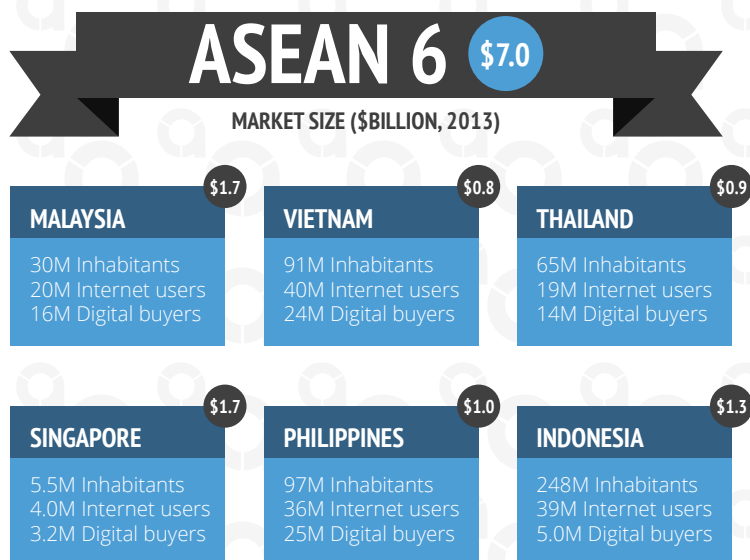 ASEAN 6 $7.0
MARKET SIZE ($BILLION, 2013)
$1.7
MALAYSIA
30M Inhabitants
20M Internet users
16M Digital buyers
$0.8
VIETNAM
91M Inhabitants
40M Internet users
24M Digital buyers
$0.9
THAILAND
65M Inhabitants
19M Internet users
14M Digital buyers
$1.7
SINGAPORE
5.5M Inhabitants
4.0M Internet users
3.2M Digital buyers
$1.0
PHILIPPINES
97M Inhabitants
36M Internet users
25M Digital buyers
$1.3
INDONESIA
248M Inhabitants
39M Internet users
5.0M Digital buyers